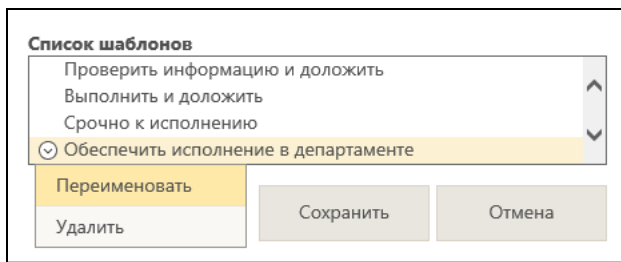 Список шаблонов
Проверить информацию и доложить
Выполнить и доложить
Срочно к исполнению
Обеспечить исполнение в департаменте
Переименовать
Удалить
Сохранить
Отмена